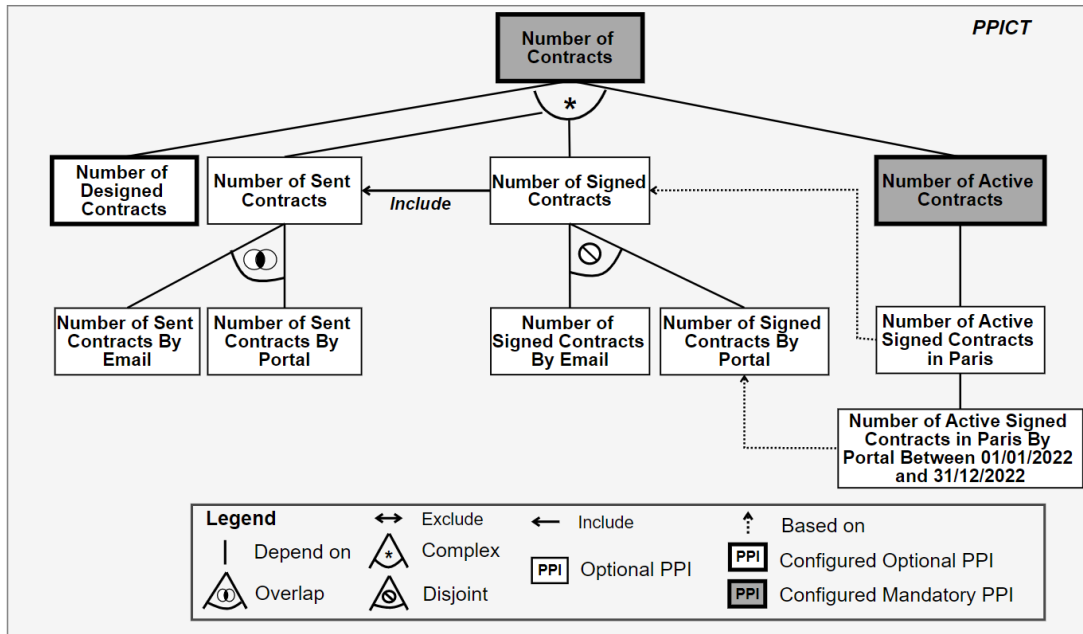 PPICT
Number of
Contracts
*
Number of
Designed
Contracts
Number of Sent
Contracts
Include
Number of Signed
Contracts
Number of Active
Contracts
Number of Sent
Contracts By
Email
Number of Sent
Contracts By
Portal
Number of
Signed Contracts
By Email
Number of Signed
Contracts By
Portal
Number of Active
Signed Contracts
in Paris
Number of Active Signed
Contracts in Paris By
Portal Between 01/01/2022
and 31/12/2022
Legend
Exclude
Include
Based on
Depend on
*
Complex
PPI
Optional PPI
PPI
Configured Optional PPI
Overlap
Disjoint
PPI
Configured Mandatory PPI